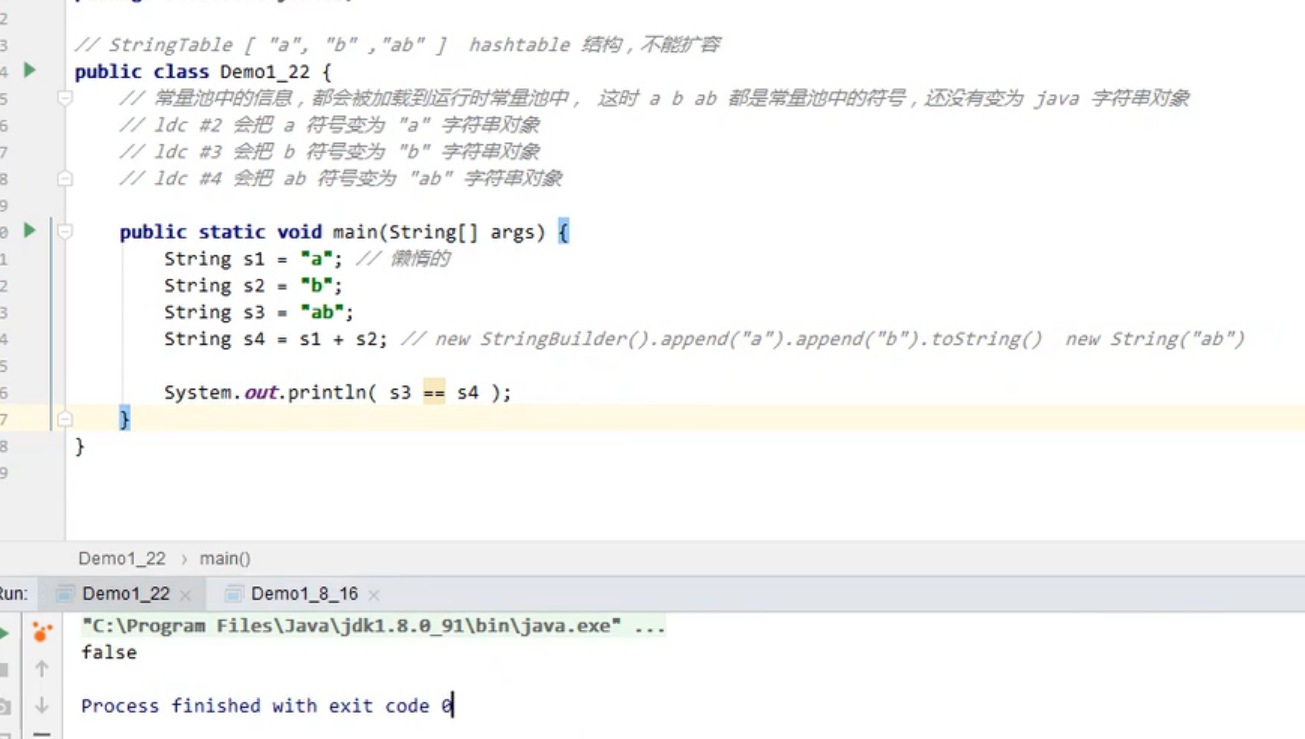 2
3 // StringTable [ "a", "b" ,"ab" ]  hashtable 结构，不能扩容
4 public class Demo1_22 {
5 // 常量池中的信息，都会被加载到运行时常量池中， 这时 a b ab 都是常量池中的符号，还没有变为 java 字符串对象
6 // ldc #2 会把 a 符号变为 "a" 字符串对象
7 // ldc #3 会把 b 符号变为 "b" 字符串对象
8 // ldc #4 会把 ab 符号变为 "ab" 字符串对象
9
0 public static void main(String[] args) {
1 String s1 = "a"; // 懒惰的
2 String s2 = "b";
3 String s3 = "ab";
4 String s4 = s1 + s2; // new StringBuilder().append("a").append("b").toString()  new String("ab")
5
6 System.out.println( s3 == s4 );
7 }
8 }
9
Demo1_22 › main()
Run: Demo1_22 × Demo1_8_16 ×
"C:\Program Files\Java\jdk1.8.0_91\bin\java.exe" ...
false
Process finished with exit code 0